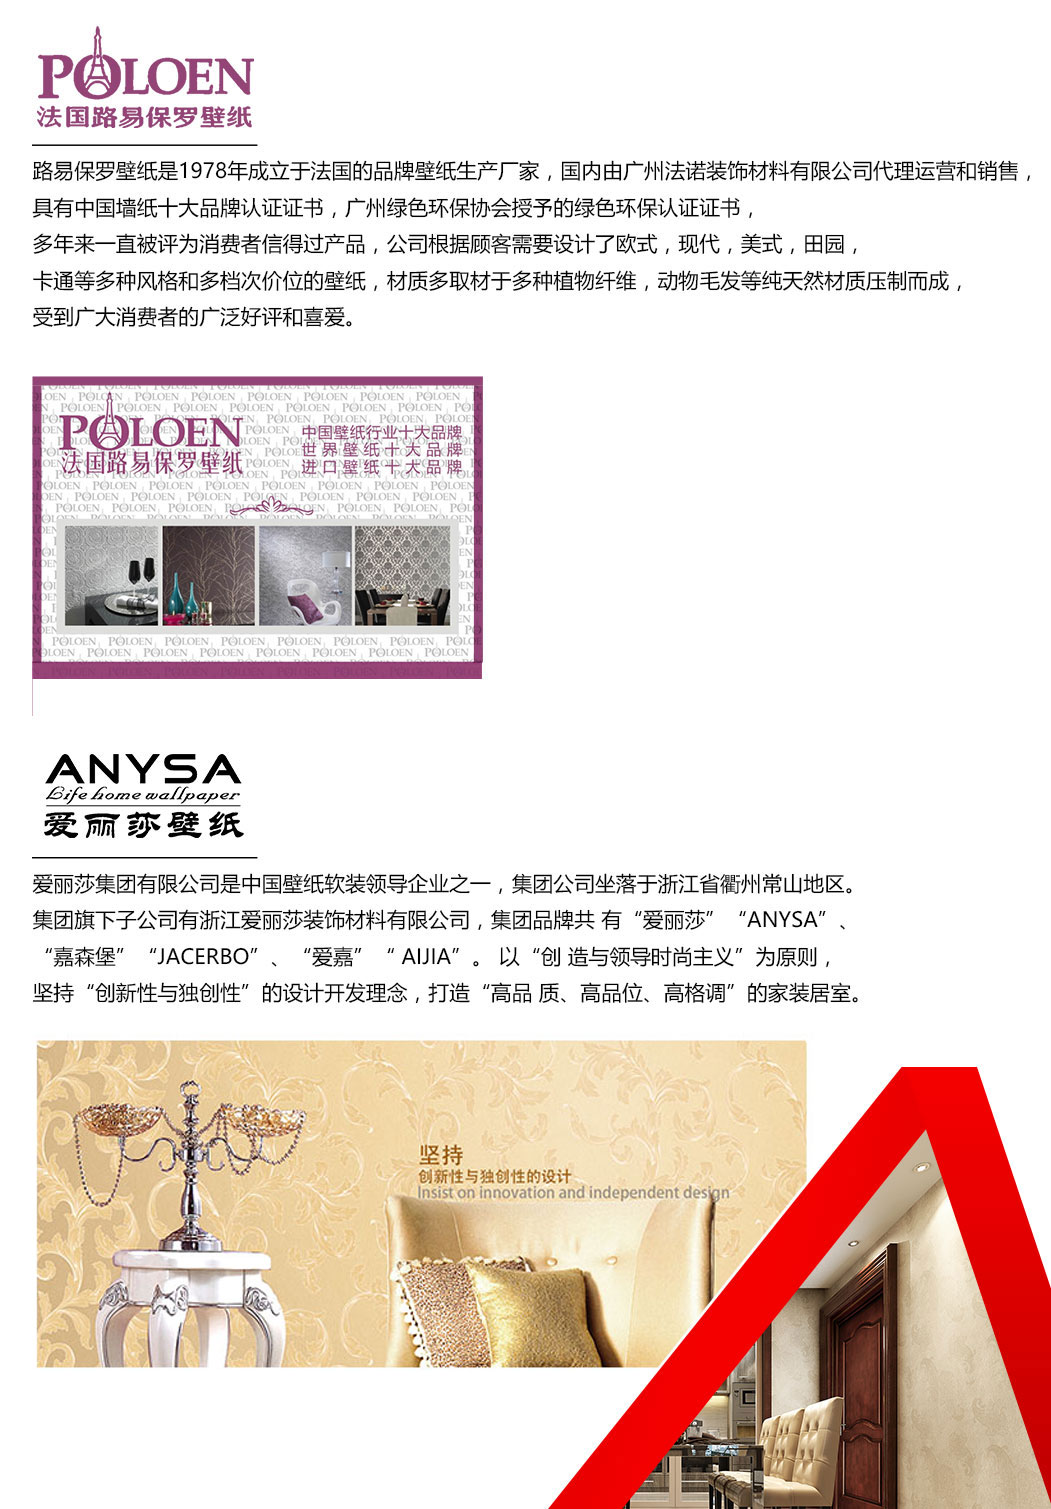 POLOEN
法国路易保罗壁纸
路易保罗壁纸是1978年成立于法国的品牌壁纸生产厂家，国内由广州法诺装饰材料有限公司代理运营和销售，
具有中国墙纸十大品牌认证证书，广州绿色环保协会授予的绿色环保认证证书，
多年来一直被评为消费者信得过产品，公司根据顾客需要设计了欧式，现代，美式，田园，
卡通等多种风格和多档次价位的壁纸，材质多取材于多种植物纤维，动物毛发等纯天然材质压制而成，
受到广大消费者的广泛好评和喜爱。
POLOEN
法国路易保罗壁纸
中国壁纸行业十大品牌
世界壁纸十大品牌
进口壁纸十大品牌
ANYSA
Life home wallpaper
爱丽莎壁纸
爱丽莎集团有限公司是中国壁纸软装领导企业之一，集团公司坐落于浙江省衢州常山地区。
集团旗下子公司有浙江爱丽莎装饰材料有限公司，集团品牌共 有“爱丽莎”“ANYSA”、
“嘉森堡”“JACERBO”、“爱嘉”“ AIJIA”。 以“创 造与领导时尚主义”为原则，
坚持“创新性与独创性”的设计开发理念，打造“高品 质、高品位、高格调”的家装居室。
坚持
创新性与独创性的设计
Insist on innovation and independent design